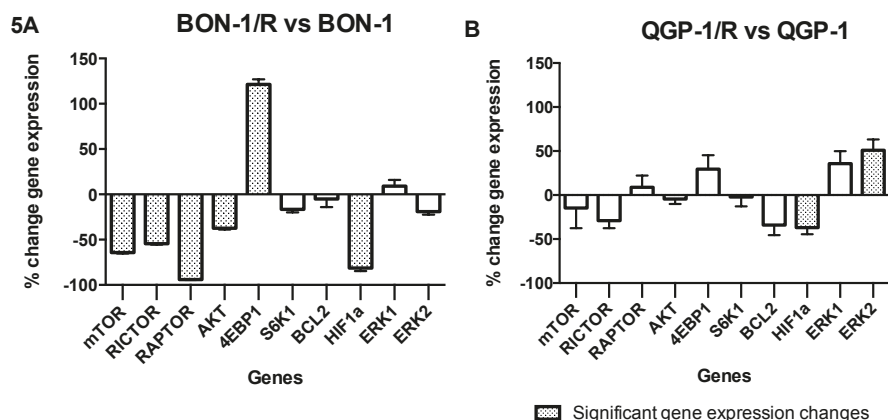 5A
BON-1/R vs BON-1
% change gene expression
150
100
50
0
-50
-100
mTOR
RICTOR
RAPTOR
AKT
4EBP1
S6K1
BCL2
HIF1a
ERK1
ERK2
Genes
B
QGP-1/R vs QGP-1
% change gene expression
150
100
50
0
-50
-100
mTOR
RICTOR
RAPTOR
AKT
4EBP1
S6K1
BCL2
HIF1a
ERK1
ERK2
Genes
Significant gene expression changes